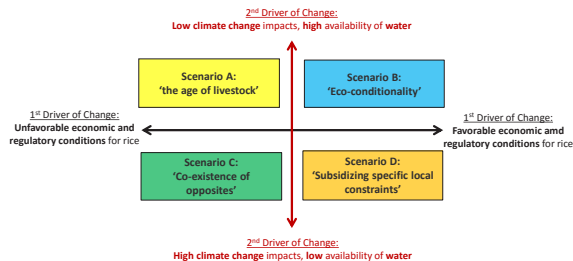 2nd Driver of Change:
Low climate change impacts, high availability of water
Scenario A:
'the age of livestock'
Scenario B:
'Eco-conditionality'
1st Driver of Change:
Unfavorable economic and
regulatory conditions for rice
1st Driver of Change:
Favorable economic amd
regulatory conditions for rice
Scenario C:
'Co-existence of
opposites'
Scenario D:
'Subsidizing specific local
constraints'
2nd Driver of Change:
High climate change impacts, low availability of water